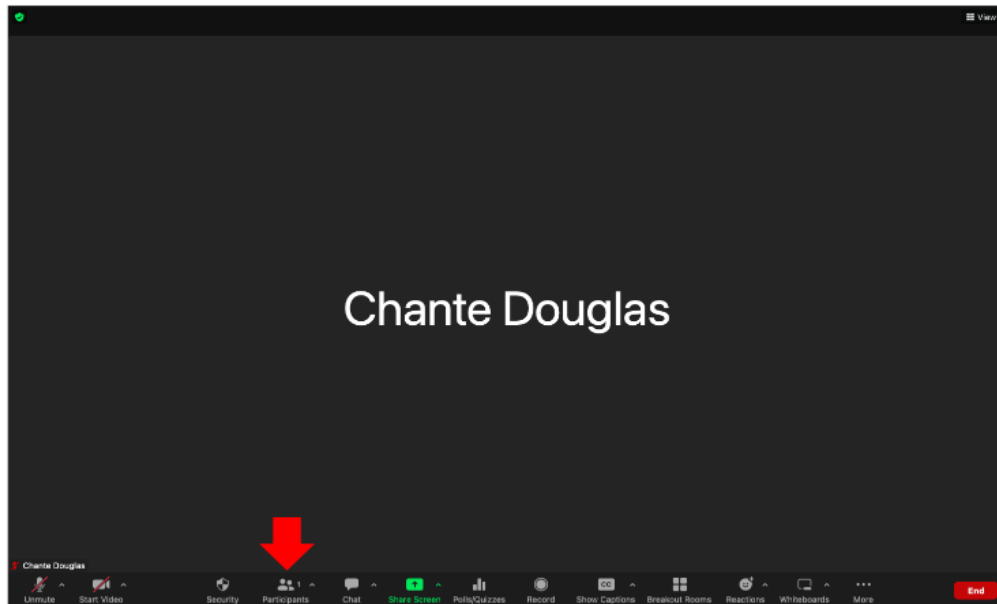 View
Chante Douglas
Chante Douglas
1
Unmute
Start Video
Security
Participants
Chat
Share Screen
Polls/Quizzes
Record
CC
Show Captions
Breakout Rooms
Reactions
Whiteboards
More
End